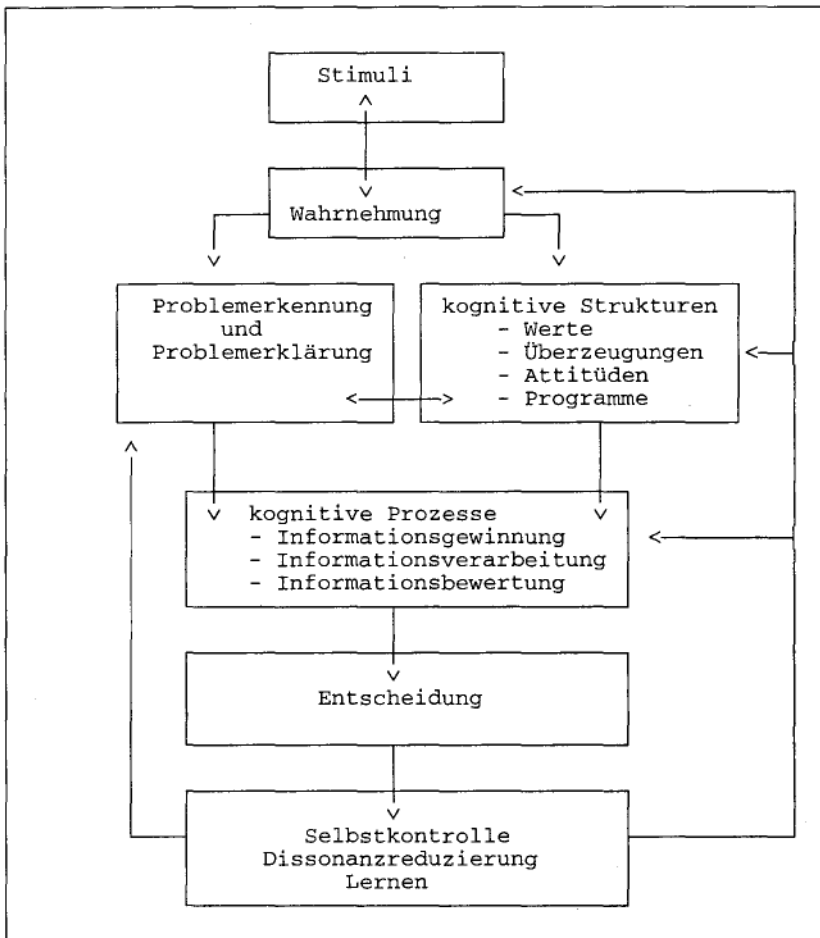 Stimuli
Wahrnehmung
Problemerkennung
und
Problemerklärung
kognitive Strukturen
- Werte
- Überzeugungen
- Attitüden
- Programme
kognitive Prozesse
- Informationsgewinnung
- Informationsverarbeitung
- Informationsbewertung
Entscheidung
Selbstkontrolle
Dissonanzreduzierung
Lernen